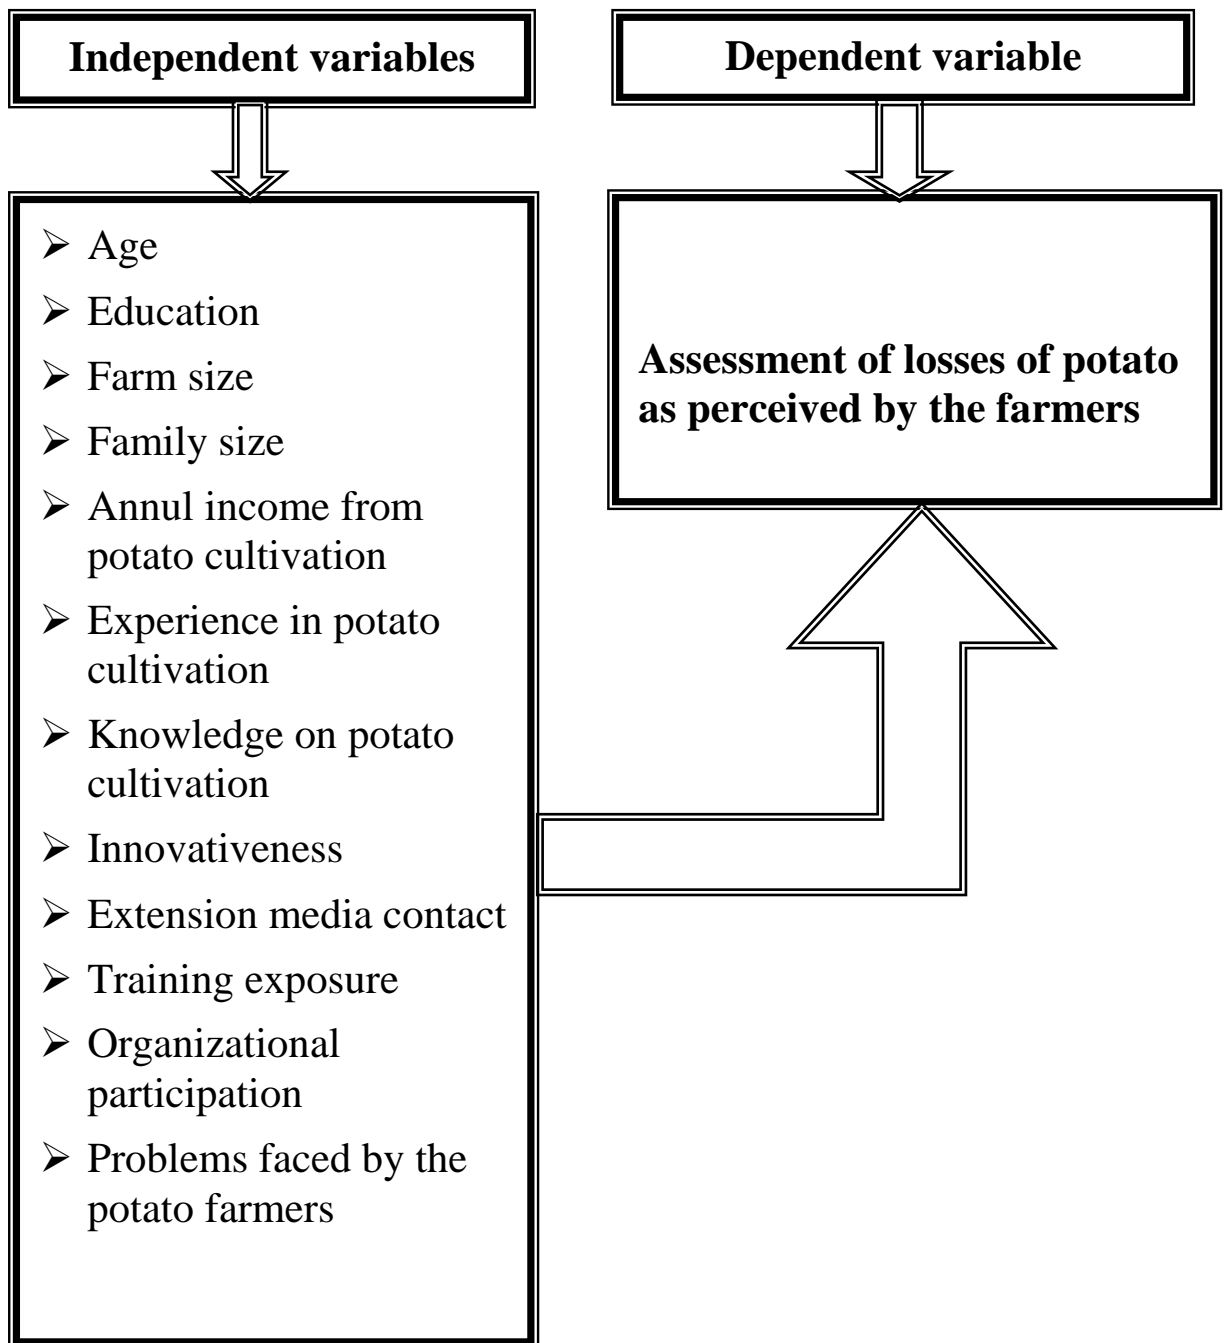 Independent variables
Dependent variable
➢ Age
➢ Education
➢ Farm size
➢ Family size
➢ Annul income from
potato cultivation
➢ Experience in potato
cultivation
➢ Knowledge on potato
cultivation
➢ Innovativeness
➢ Extension media contact
➢ Training exposure
➢ Organizational
participation
➢ Problems faced by the
potato farmers
Assessment of losses of potato
as perceived by the farmers